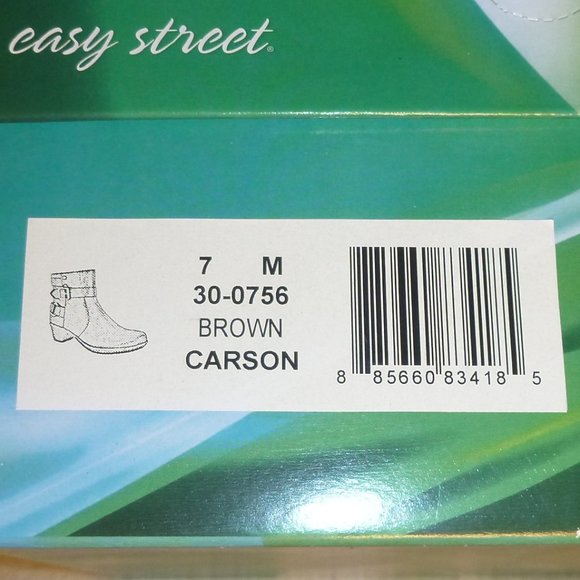 easy street®
7 M
30-0756
BROWN
CARSON
8 85660 83418 5